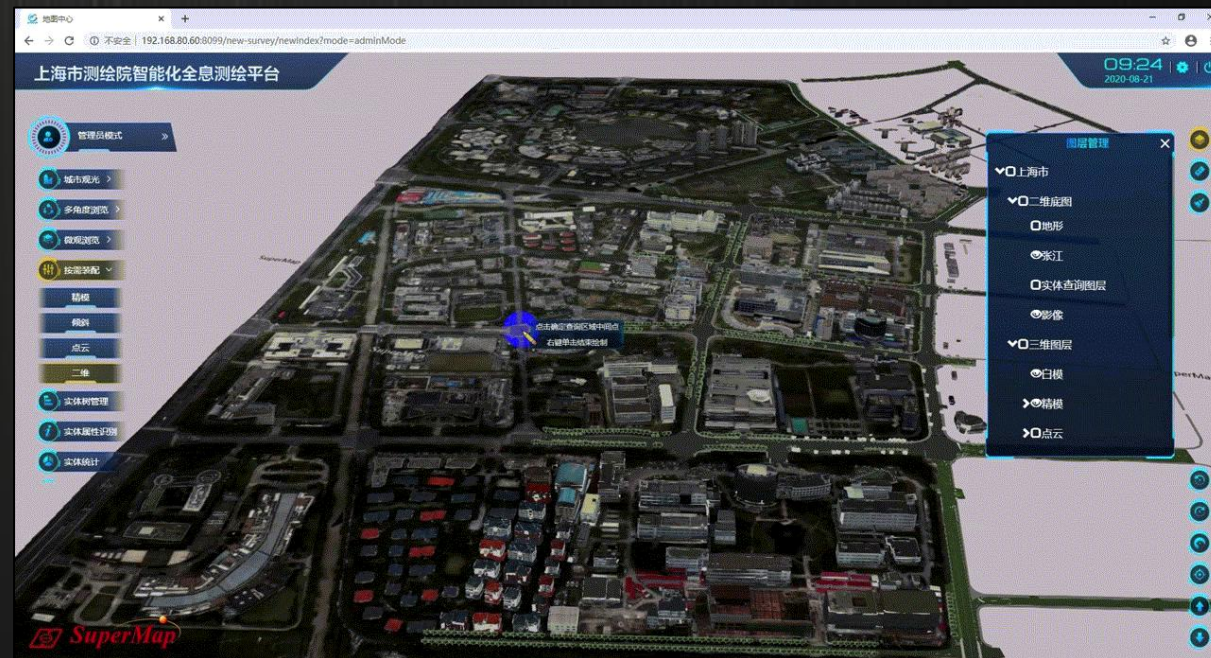 地图中心
不安全 192.168.80.60:8099/new-survey/newIndex?mode=adminMode
上海市测绘院智能化全息测绘平台
09:24
2020-08-21
管理员模式
城市观光
多角度浏览
微观浏览
按需装配
精模
倾斜
点云
二维
实体树管理
实体属性识别
实体统计
SuperMap
点击确定查询区域中间点
右键单击结束绘制
图层管理
上海市
二维底图
地形
张江
实体查询图层
影像
三维图层
白模
精模
点云
SuperMap